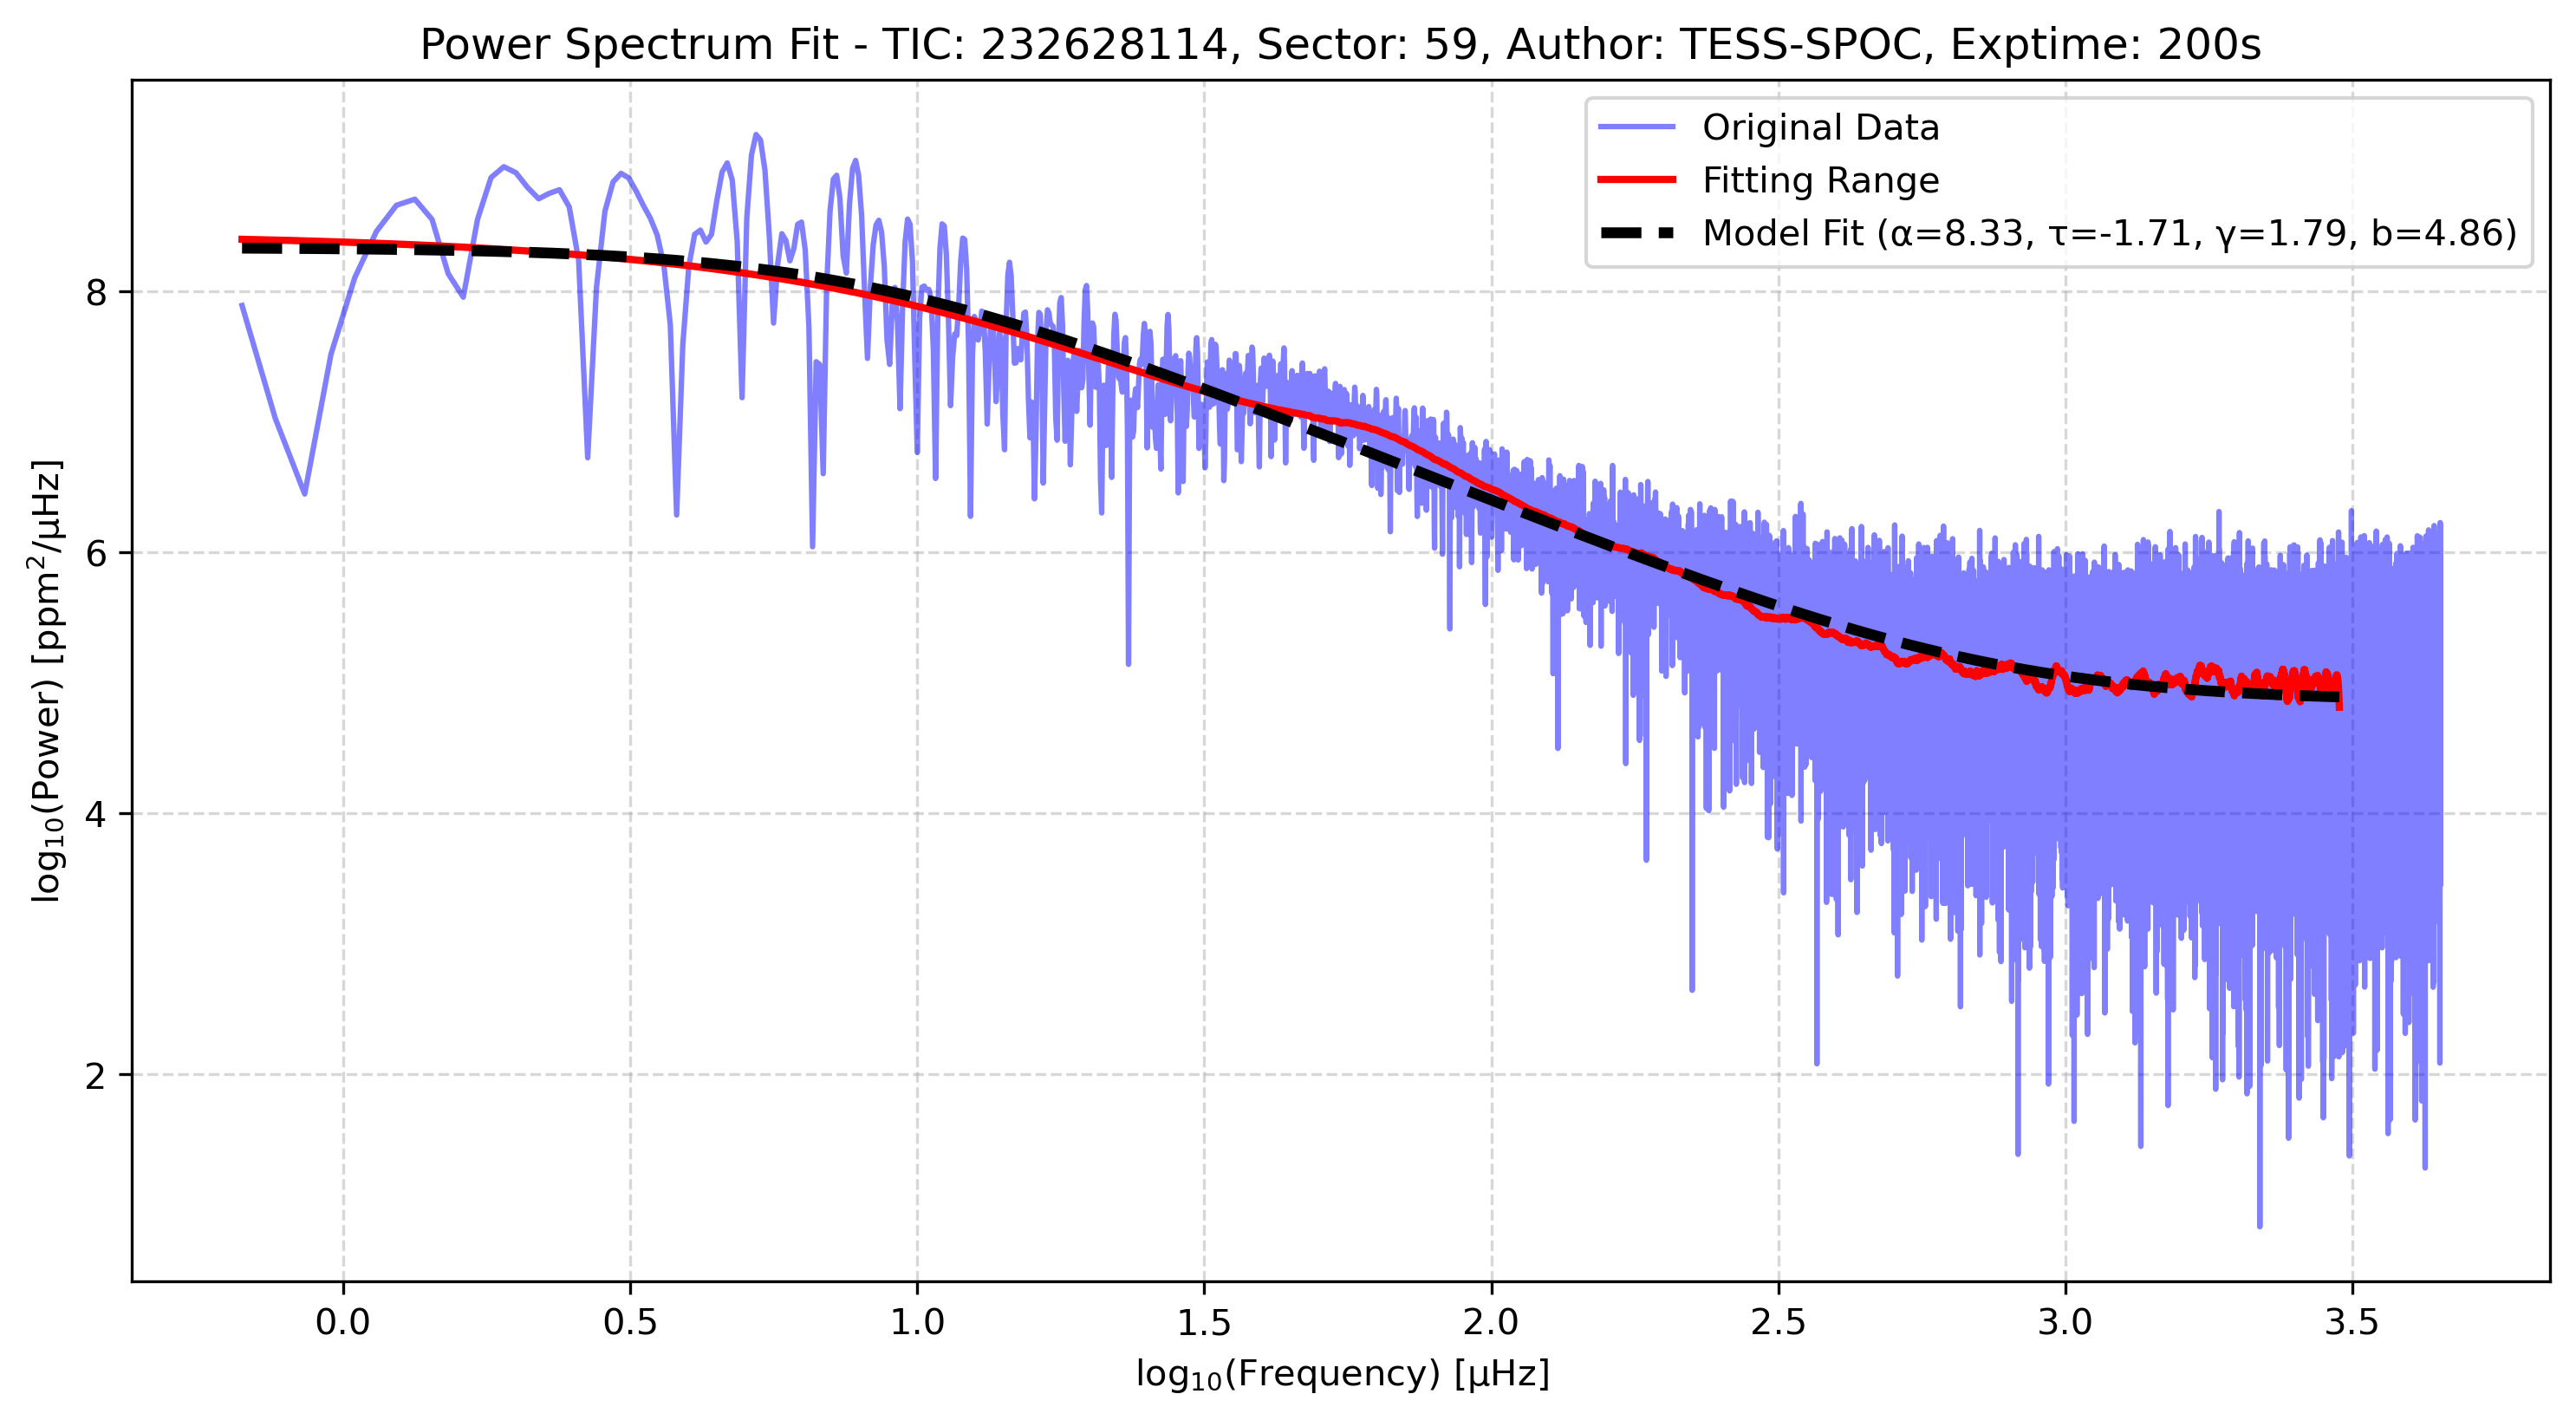 Power Spectrum Fit - TIC: 232628114, Sector: 59, Author: TESS-SPOC, Exptime: 200s
Original Data
Fitting Range
Model Fit (α=8.33, τ=-1.71, γ=1.79, b=4.86)
log₁₀(Power) [ppm²/μHz]
8
6
4
2
0.0 0.5 1.0 1.5 2.0 2.5 3.0 3.5
log₁₀(Frequency) [μHz]